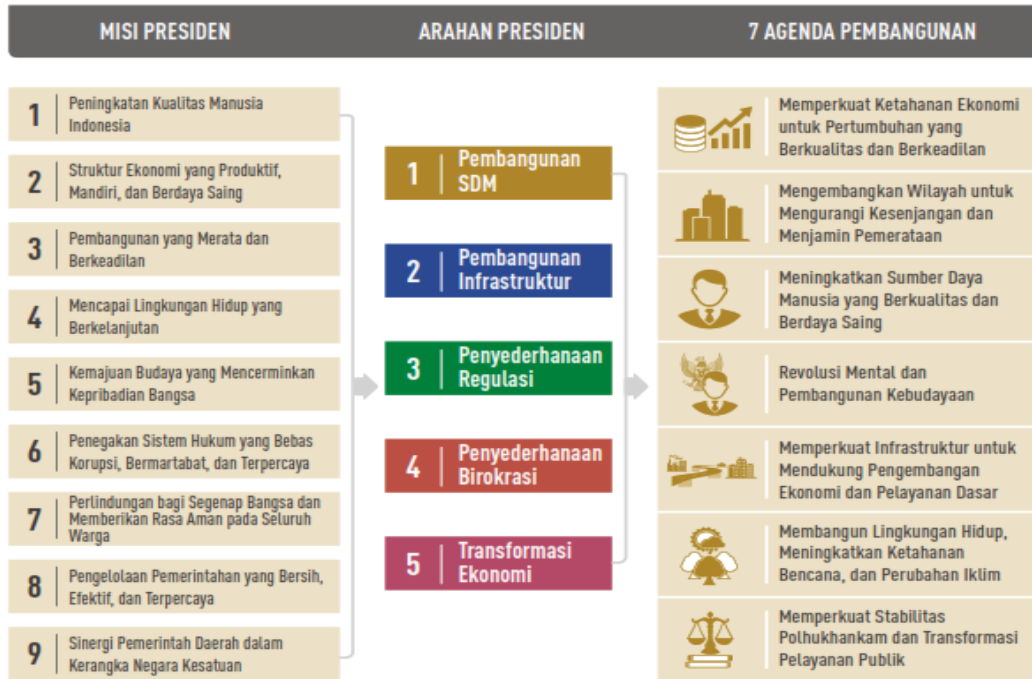 MISI PRESIDEN
ARAHAN PRESIDEN
7 AGENDA PEMBANGUNAN
1
Peningkatan Kualitas Manusia
Indonesia
2
Struktur Ekonomi yang Produktif,
Mandiri, dan Berdaya Saing
3
Pembangunan yang Merata dan
Berkeadilan
4
Mencapai Lingkungan Hidup yang
Berkelanjutan
5
Kemajuan Budaya yang Mencerminkan
Kepribadian Bangsa
6
Penegakan Sistem Hukum yang Bebas
Korupsi, Bermartabat, dan Terpercaya
7
Perlindungan bagi Segenap Bangsa dan
Memberikan Rasa Aman pada Seluruh
Warga
8
Pengelolaan Pemerintahan yang Bersih,
Efektif, dan Terpercaya
9
Sinergi Pemerintah Daerah dalam
Kerangka Negara Kesatuan
1
Pembangunan
SDM
2
Pembangunan
Infrastruktur
3
Penyederhanaan
Regulasi
4
Penyederhanaan
Birokrasi
5
Transformasi
Ekonomi
Memperkuat Ketahanan Ekonomi
untuk Pertumbuhan yang
Berkualitas dan Berkeadilan
Mengembangkan Wilayah untuk
Mengurangi Kesenjangan dan
Menjamin Pemerataan
Meningkatkan Sumber Daya
Manusia yang Berkualitas dan
Berdaya Saing
Revolusi Mental dan
Pembangunan Kebudayaan
Memperkuat Infrastruktur untuk
Mendukung Pengembangan
Ekonomi dan Pelayanan Dasar
Membangun Lingkungan Hidup,
Meningkatkan Ketahanan
Bencana, dan Perubahan Iklim
Memperkuat Stabilitas
Polhukhankam dan Transformasi
Pelayanan Publik